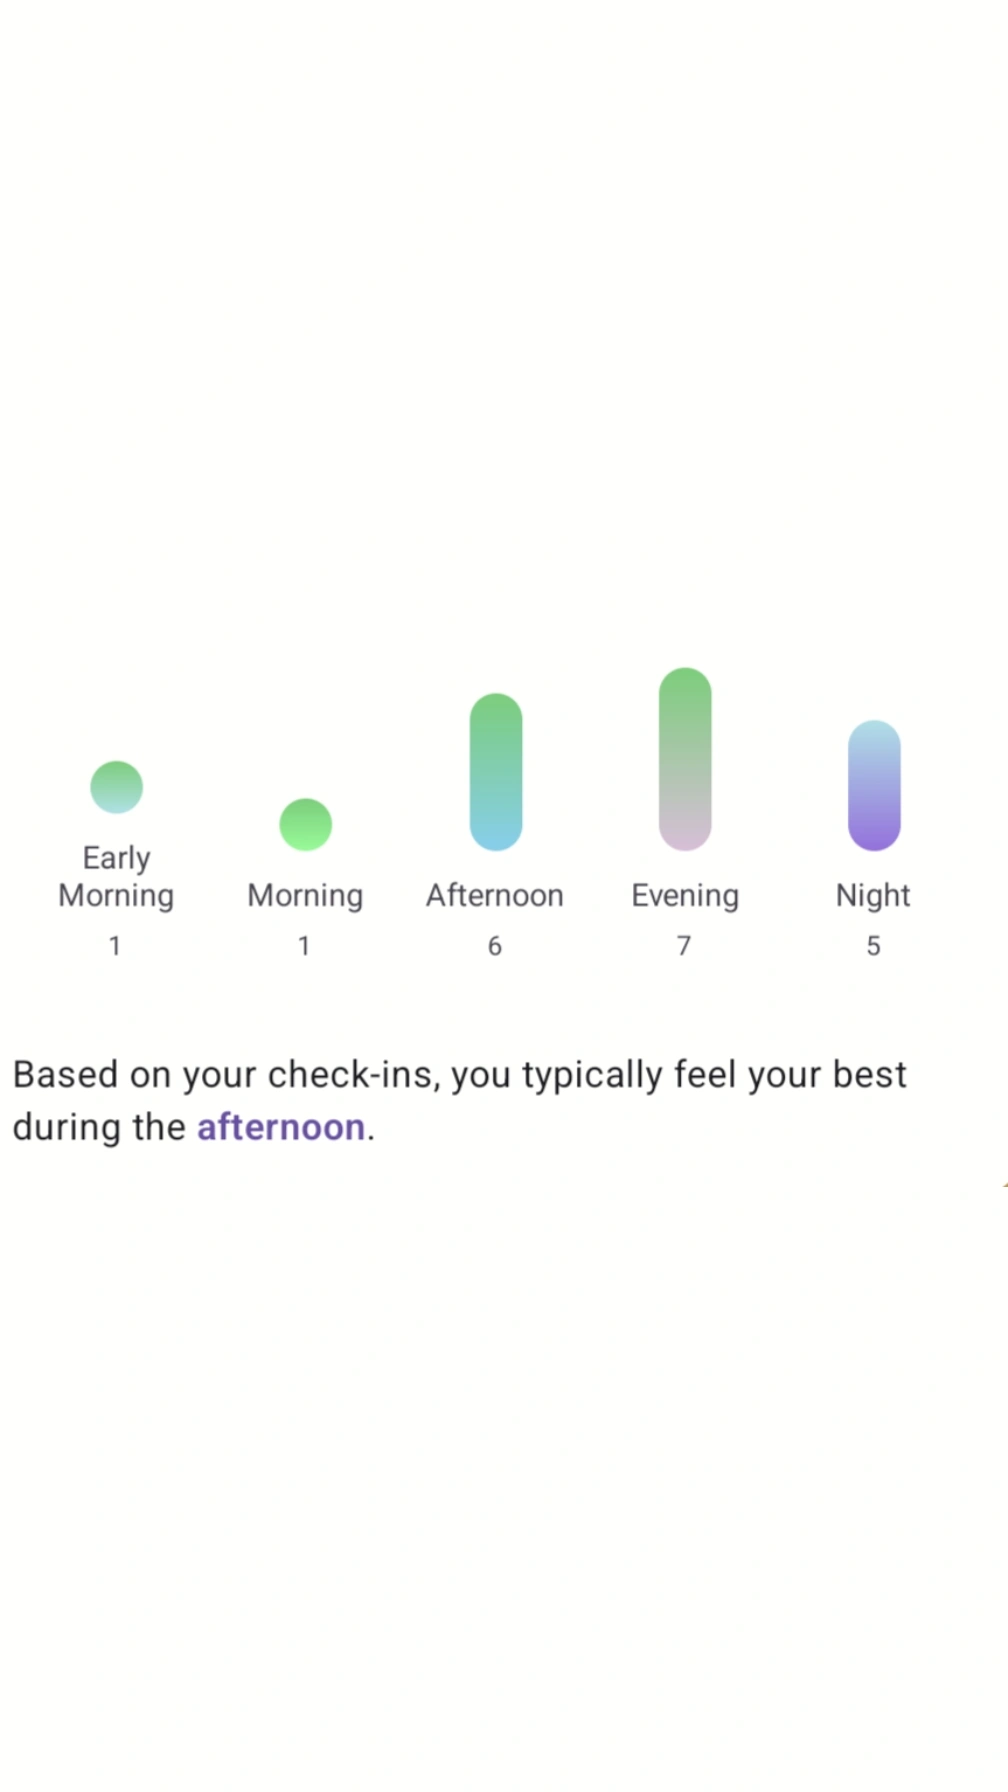 Early
Morning
Morning
Afternoon
Evening
Night
1
1
6
7
5
Based on your check-ins, you typically feel your best
during the afternoon.